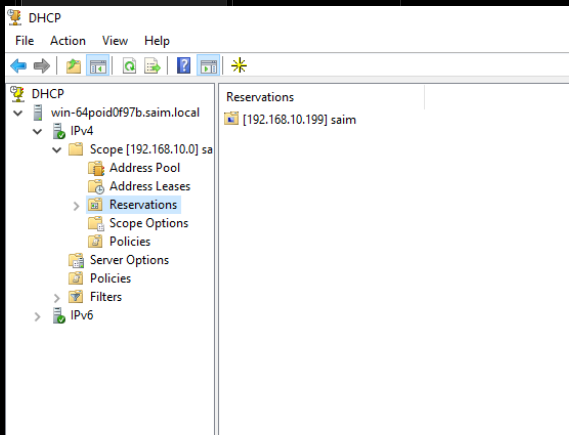 DHCP
File Action View Help
DHCP
win-64poid0f97b.saim.local
IPv4
Scope [192.168.10.0] sa
Address Pool
Address Leases
Reservations
Scope Options
Policies
Server Options
Policies
Filters
IPv6
Reservations
[192.168.10.199] saim